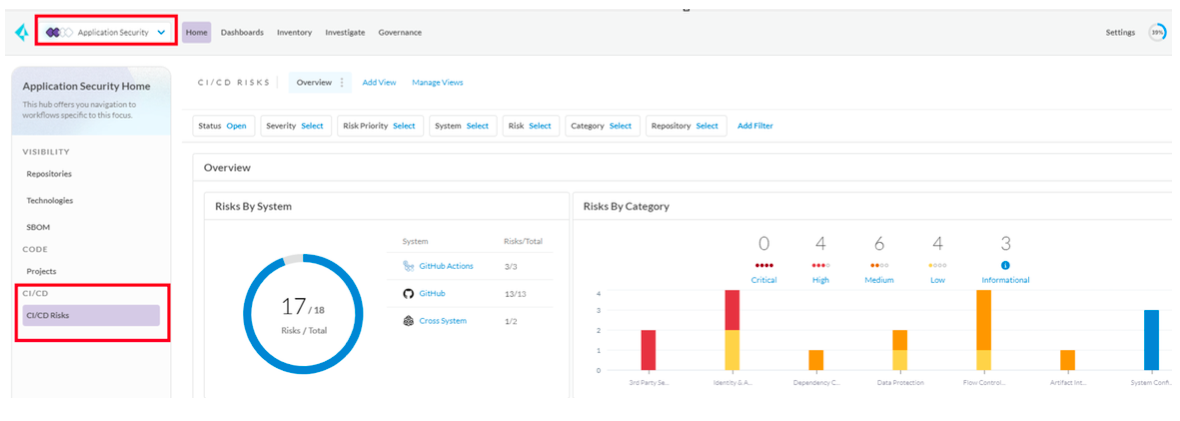 Application Security
Home Dashboards Inventory Investigate Governance
Settings 39%
Application Security Home
This hub offers you navigation to
workflows specific to this focus.
VISIBILITY
Repositories
Technologies
SBOM
CODE
Projects
CI/CD
CI/CD Risks
CI/CD RISKS Overview Add View Manage Views
Status Open Severity Select Risk Priority Select System Select Risk Select Category Select Repository Select Add Filter
Overview
Risks By System
17 / 18
Risks / Total
System Risks/Total
GitHub Actions 3/3
GitHub 13/13
Cross System 1/2
Risks By Category
0 4 6 4 3
Critical High Medium Low Informational
4
3
2
1
0
3rd Party Se... Identity & A... Dependency C... Data Protection Flow Control... Artifact Int... System Confi...